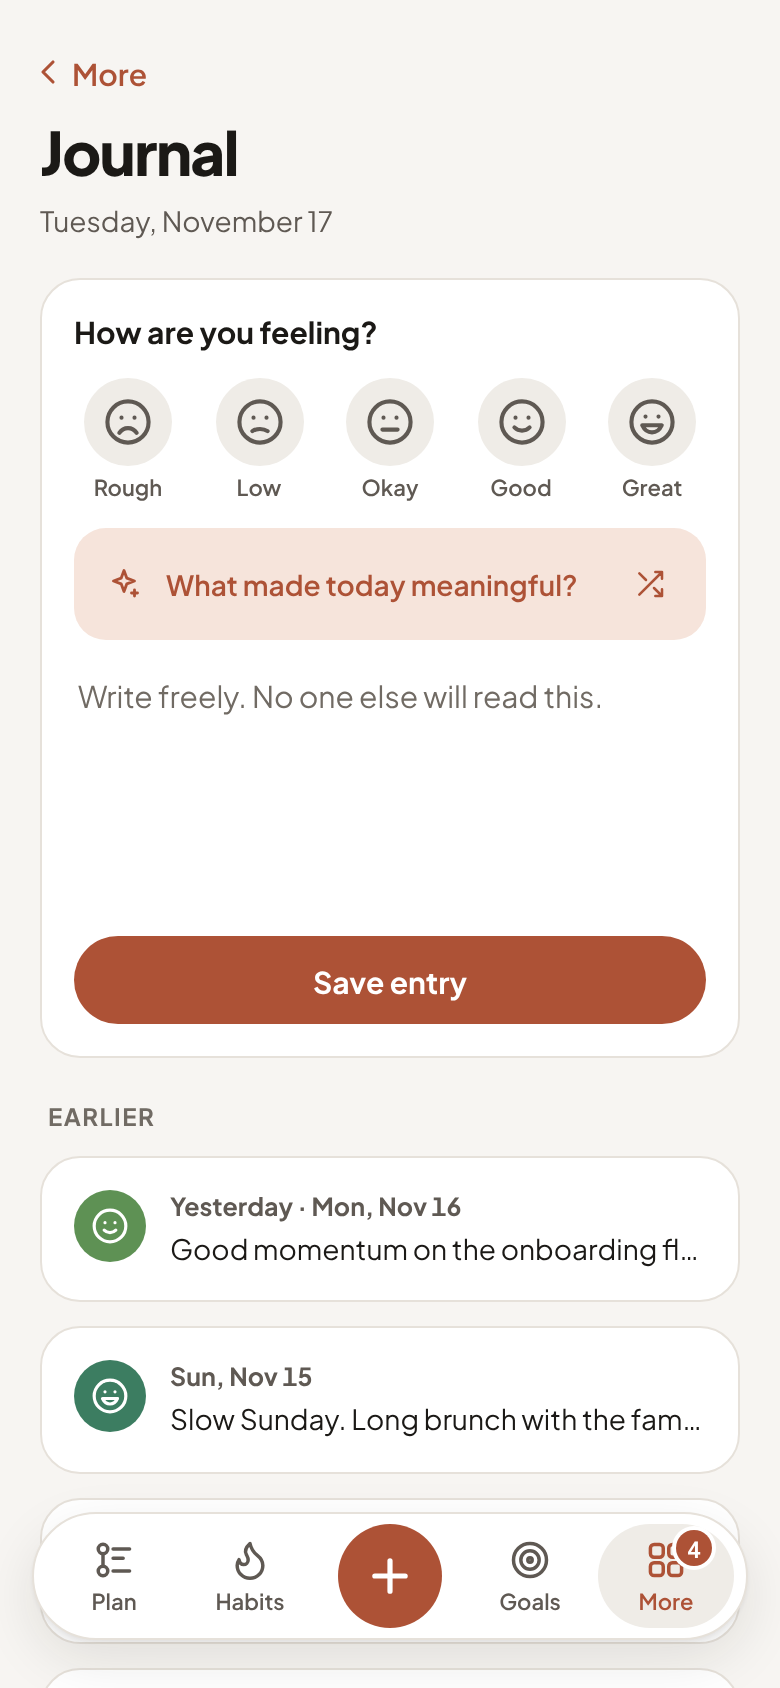 More
Journal
Tuesday, November 17
How are you feeling?
Rough Low Okay Good Great
What made today meaningful?
Write freely. No one else will read this.
Save entry
EARLIER
Yesterday · Mon, Nov 16
Good momentum on the onboarding fl...
Sun, Nov 15
Slow Sunday. Long brunch with the fam...
4
Plan Habits Goals More